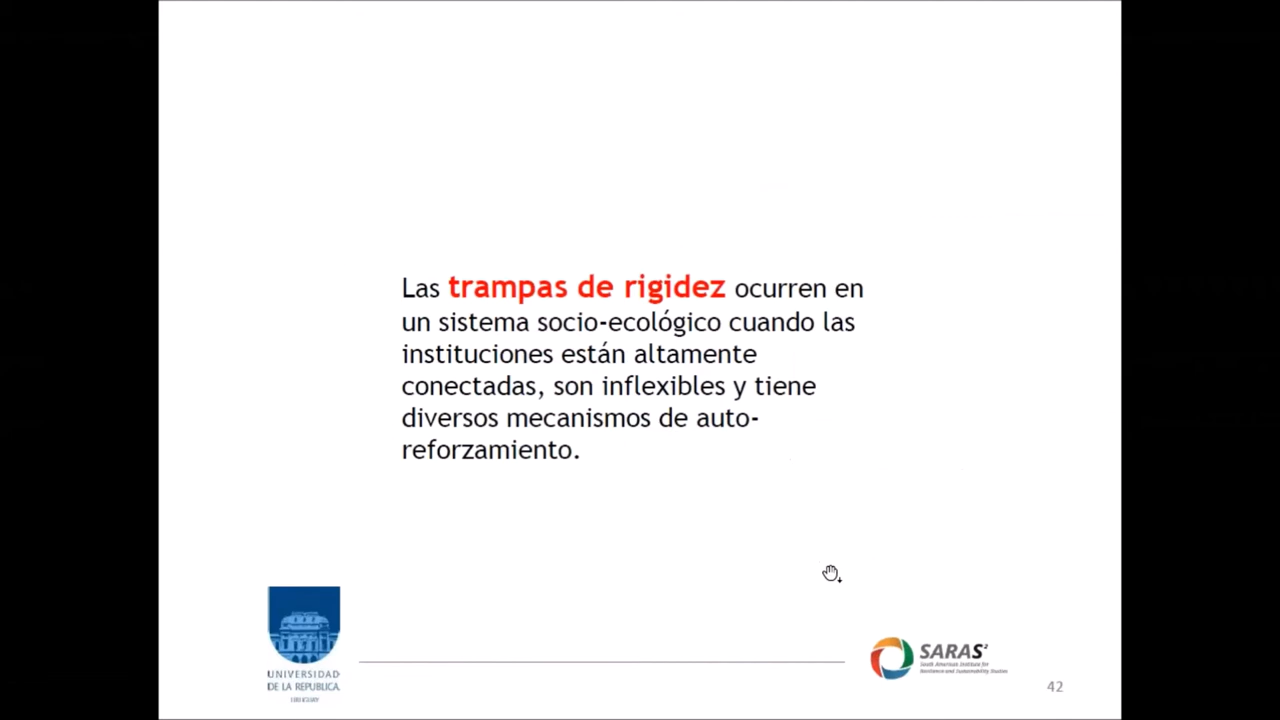 Las trampas de rigidez ocurren en
un sistema socio-ecológico cuando las
instituciones están altamente
conectadas, son inflexibles y tiene
diversos mecanismos de auto-
reforzamiento.
UNIVERSIDAD
DE LA REPUBLICA
URUGUAY
SARAS²
South American Institute for
Resilience and Sustainability Studies
42